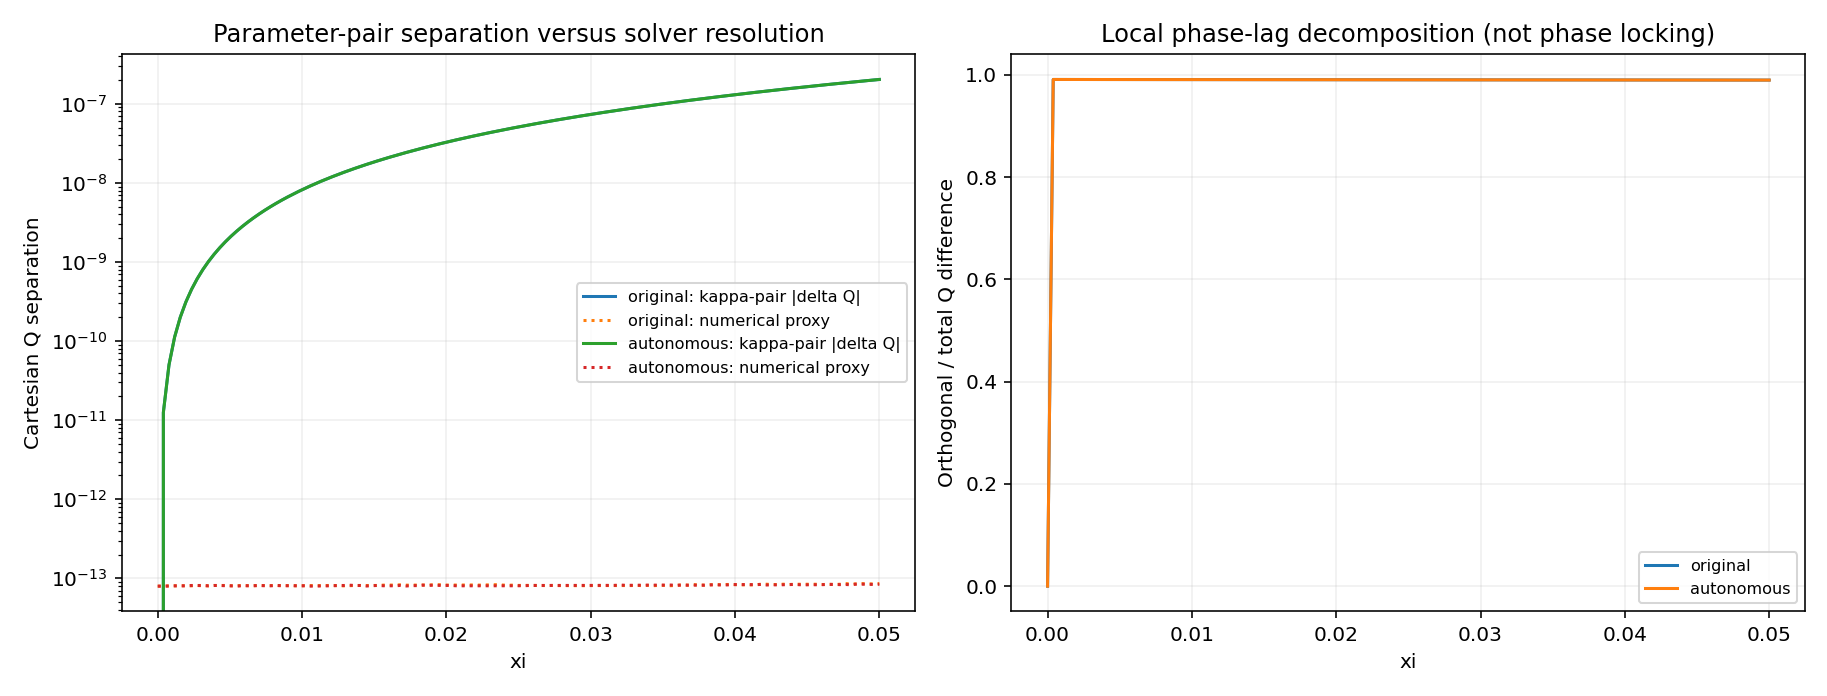 Parameter-pair separation versus solver resolution
Cartesian Q separation
10⁻⁷
10⁻⁸
10⁻⁹
10⁻¹⁰
10⁻¹¹
10⁻¹²
10⁻¹³
original: kappa-pair |delta Q|
original: numerical proxy
autonomous: kappa-pair |delta Q|
autonomous: numerical proxy
0.00 0.01 0.02 0.03 0.04 0.05
xi
Local phase-lag decomposition (not phase locking)
Orthogonal / total Q difference
1.0
0.8
0.6
0.4
0.2
0.0
original
autonomous
0.00 0.01 0.02 0.03 0.04 0.05
xi